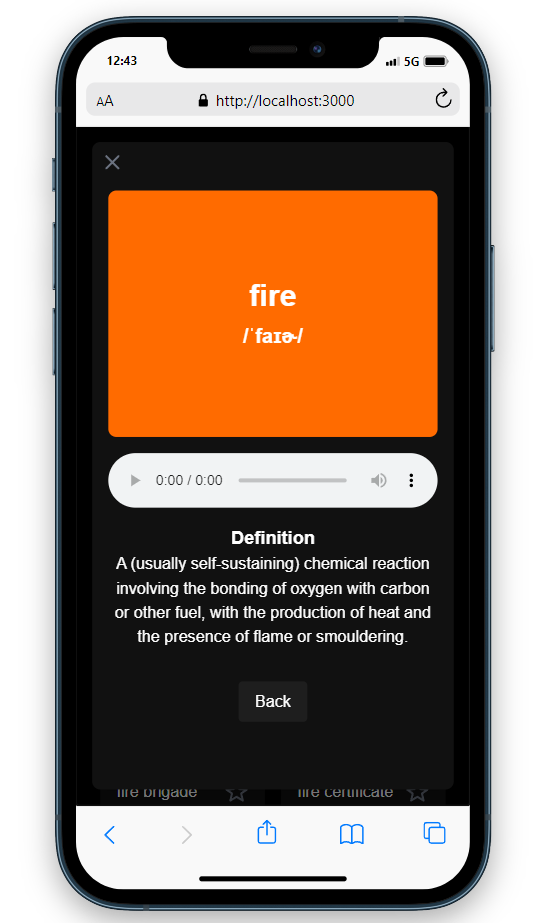 12:43
5G
AA
http://localhost:3000
fire
/ˈfaɪɚ/
0:00 / 0:00
Definition
A (usually self-sustaining) chemical reaction
involving the bonding of oxygen with carbon
or other fuel, with the production of heat and
the presence of flame or smouldering.
Back
fire brigade
fire certificate